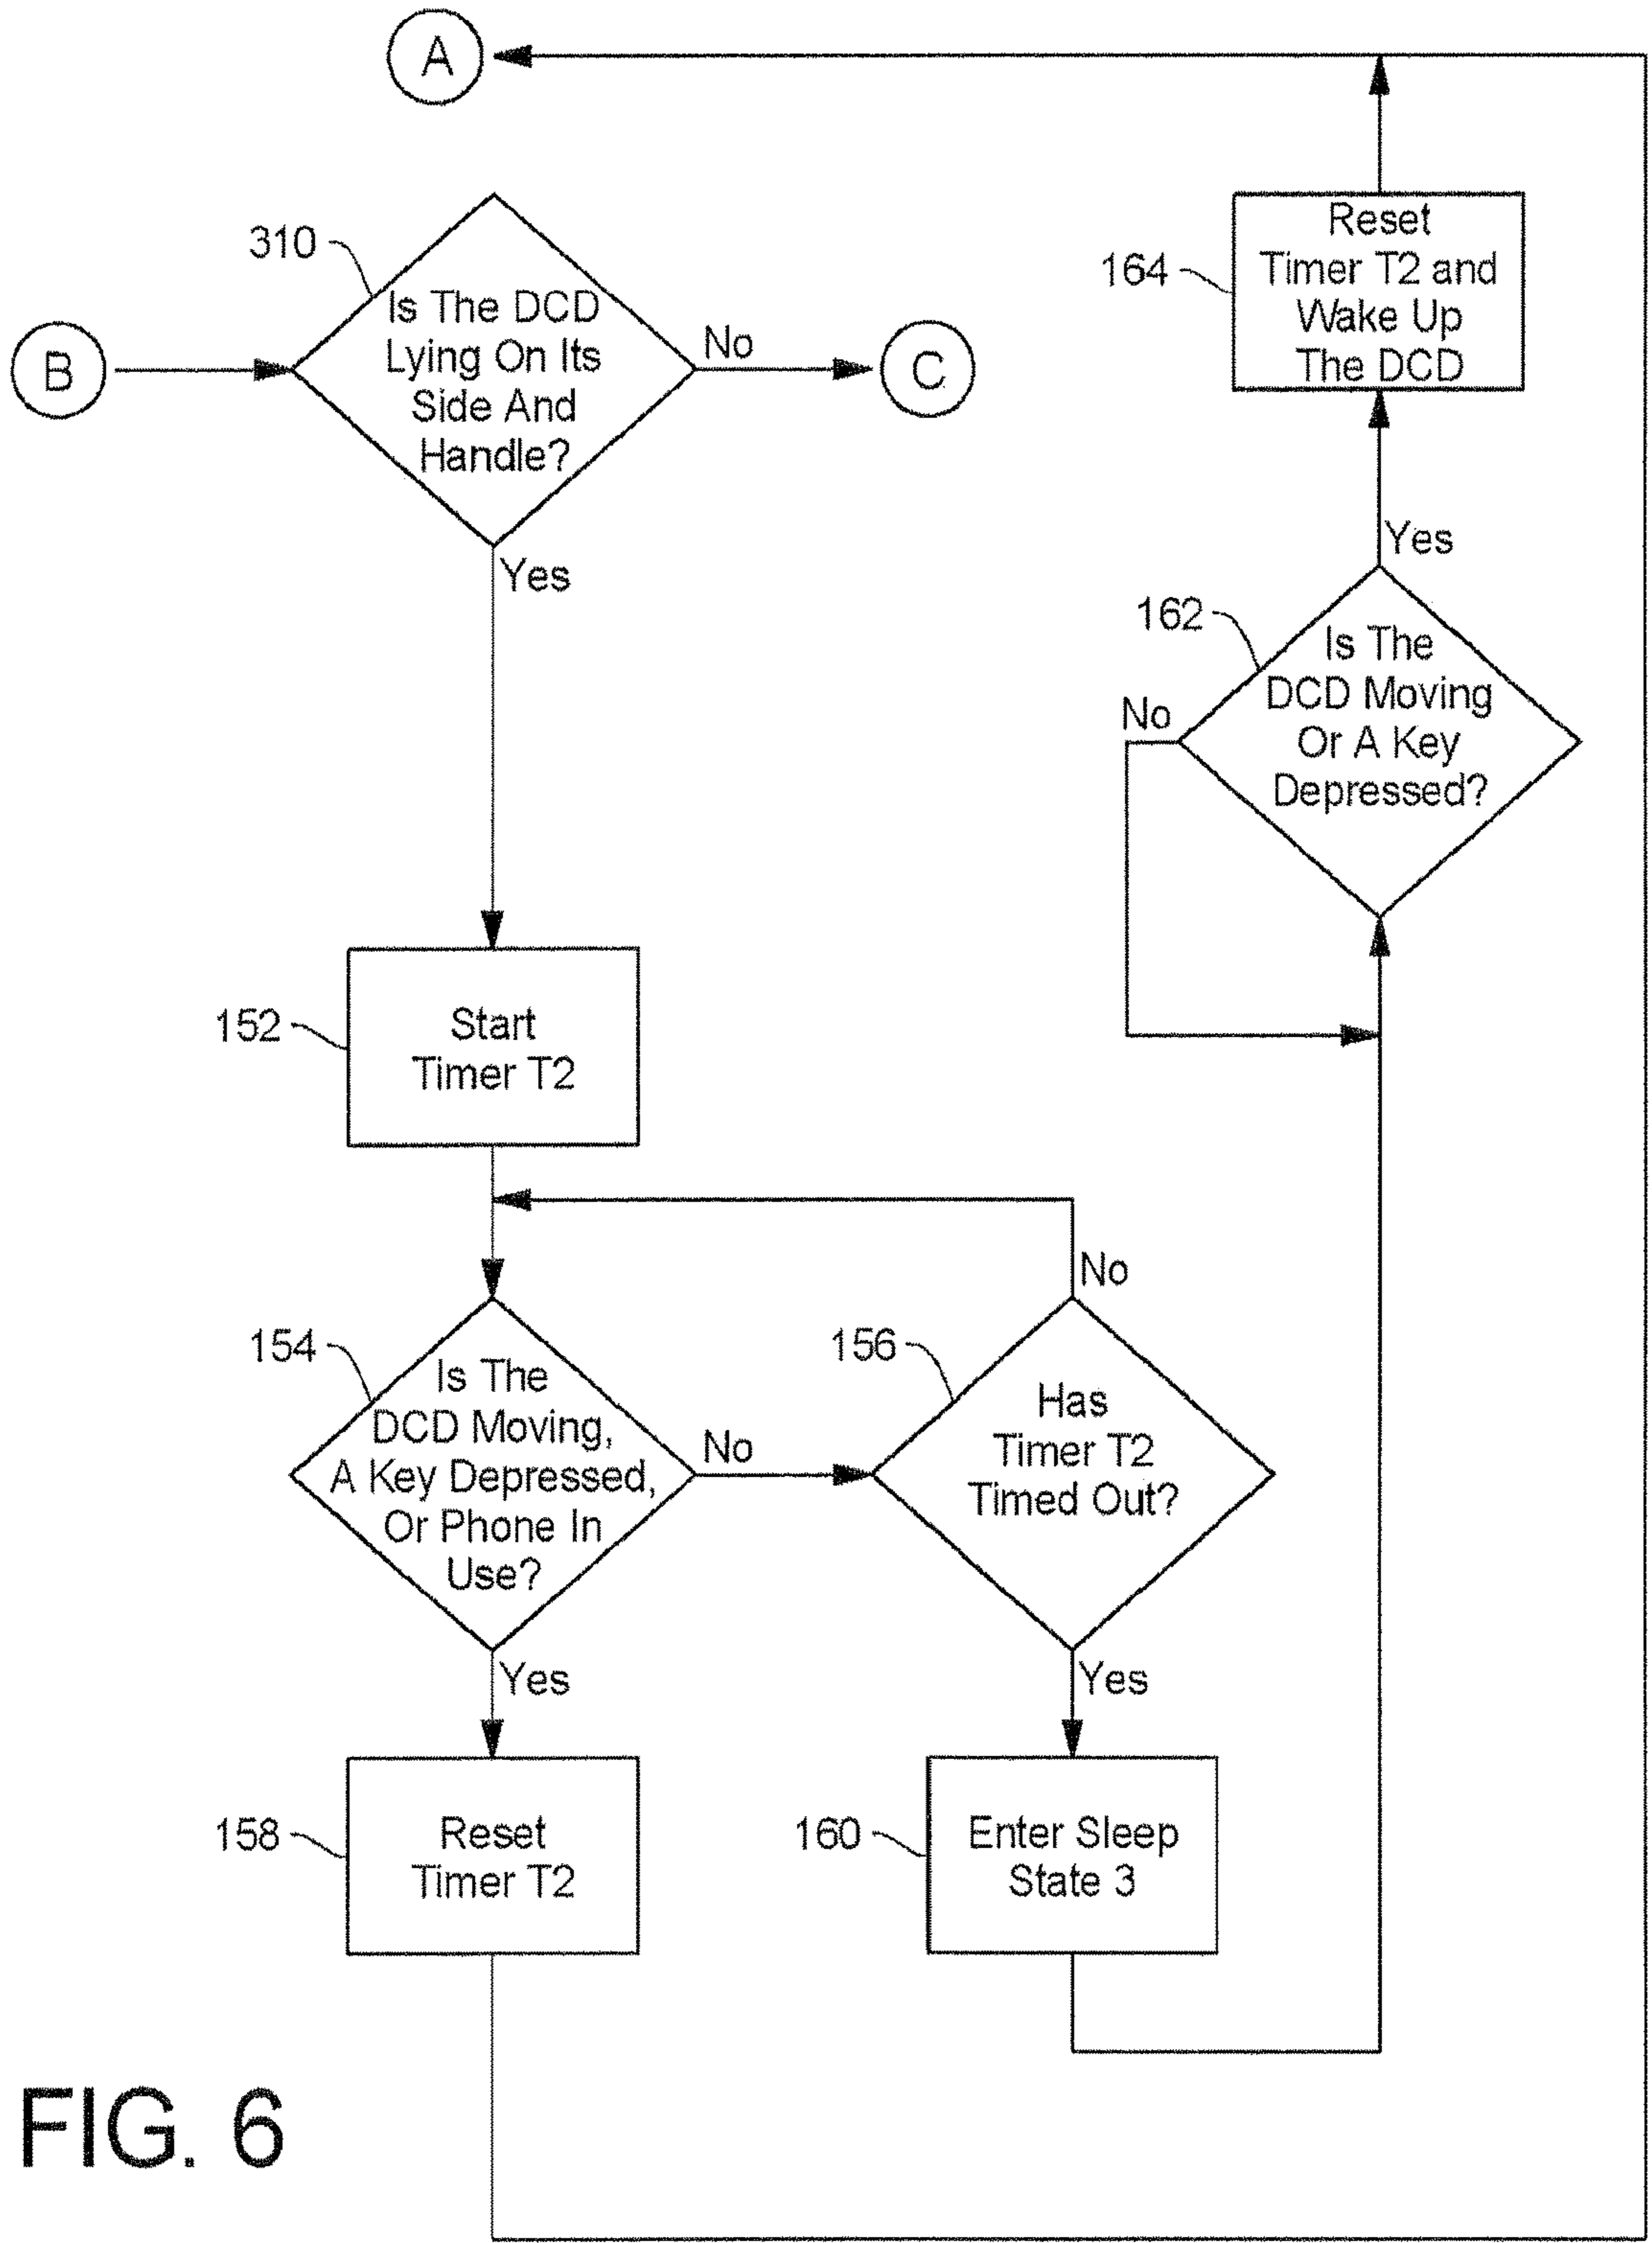 A
310
Is The DCD
Lying On Its
Side And
Handle?
B
No
C
Yes
164
Reset
Timer T2 and
Wake Up
The DCD
Yes
162
Is The
DCD Moving
Or A Key
Depressed?
No
152
Start
Timer T2
154
Is The
DCD Moving,
A Key Depressed,
Or Phone In
Use?
No
156
Has
Timer T2
Timed Out?
No
Yes
Yes
158
Reset
Timer T2
160
Enter Sleep
State 3
FIG. 6